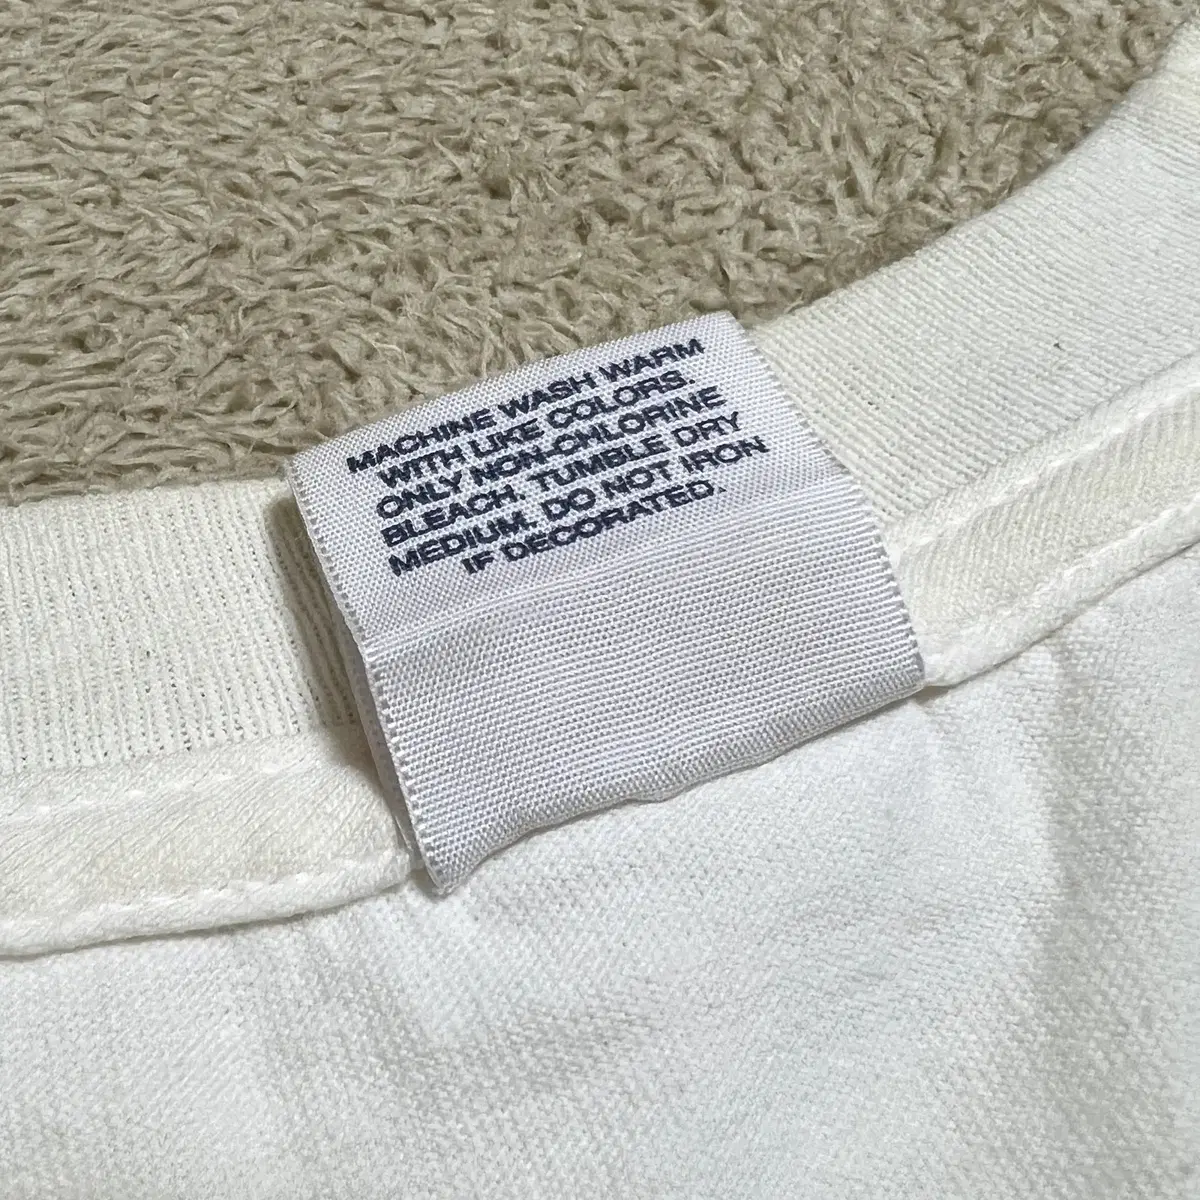 MACHINE WASH WARM
WITH LIKE COLORS.
ONLY NON-CHLORINE
BLEACH. TUMBLE DRY
MEDIUM. DO NOT IRON
IF DECORATED.